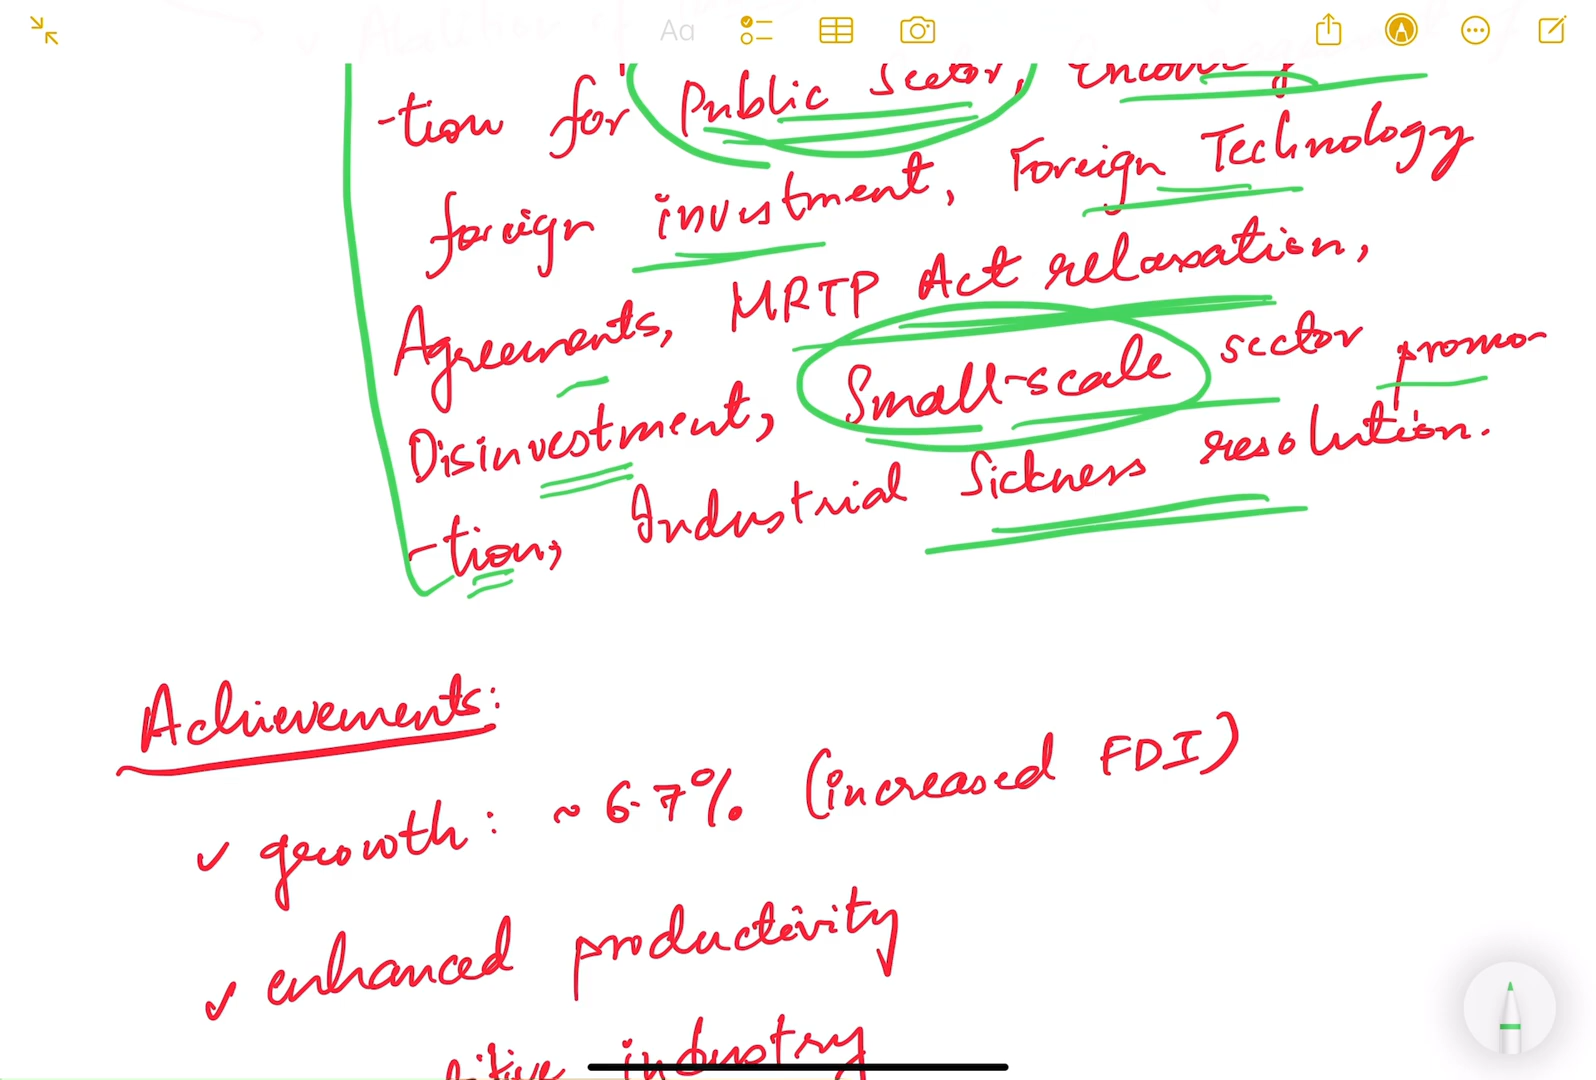 Aa
-tion for Public Sector,
foreign investment, Foreign Technology
Agreements, MRTP Act relaxation,
Disinvestment, Small-scale sector promo-
-tion, Industrial Sickness resolution.
Achievements:
✓ growth: ~ 6.7% (increased FDI)
✓ enhanced productivity
industry